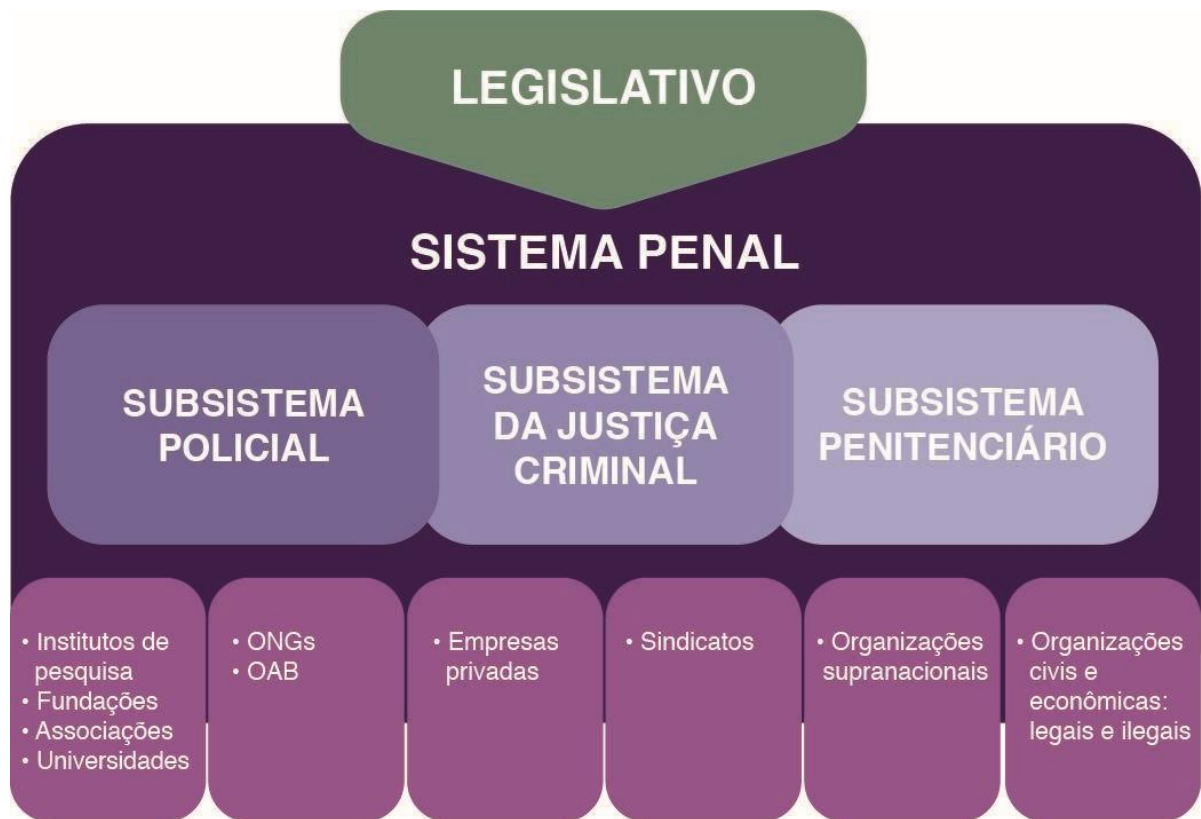 LEGISLATIVO
SISTEMA PENAL
SUBSISTEMA
POLICIAL
SUBSISTEMA
DA JUSTIÇA
CRIMINAL
SUBSISTEMA
PENITENCIÁRIO
• Institutos de
pesquisa
• Fundações
• Associações
• Universidades
• ONGs
• OAB
• Empresas
privadas
• Sindicatos
• Organizações
supranacionais
• Organizações
civis e
econômicas:
legais e ilegais